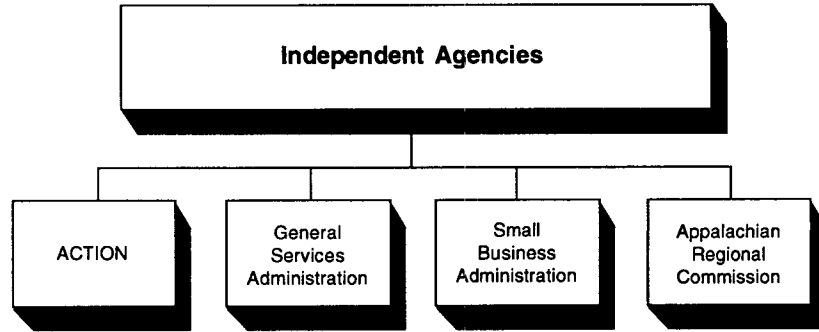 Independent Agencies
ACTION
General
Services
Administration
Small
Business
Administration
Appalachian
Regional
Commission